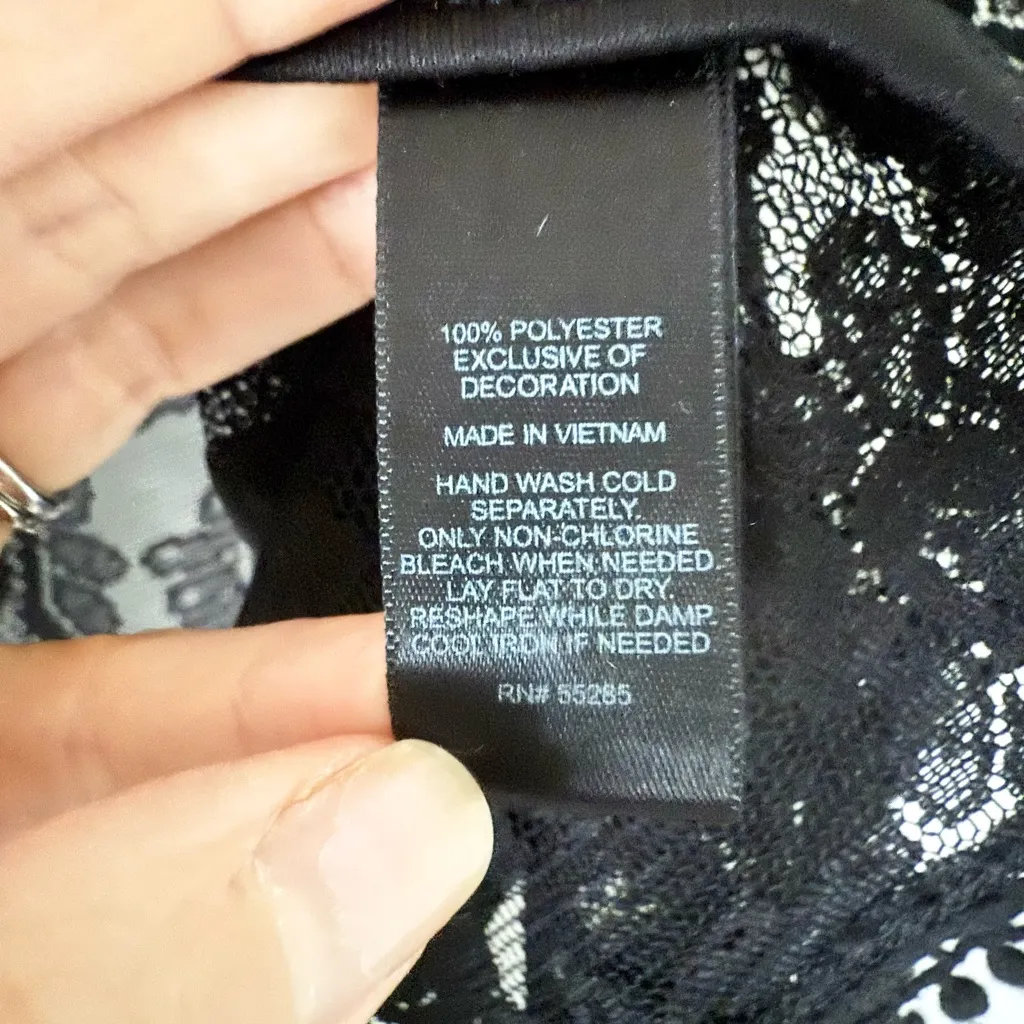 100% POLYESTER
EXCLUSIVE OF
DECORATION
MADE IN VIETNAM
HAND WASH COLD
SEPARATELY.
ONLY NON-CHLORINE
BLEACH WHEN NEEDED.
LAY FLAT TO DRY.
RESHAPE WHILE DAMP.
COOL IRON IF NEEDED
RN# 55285